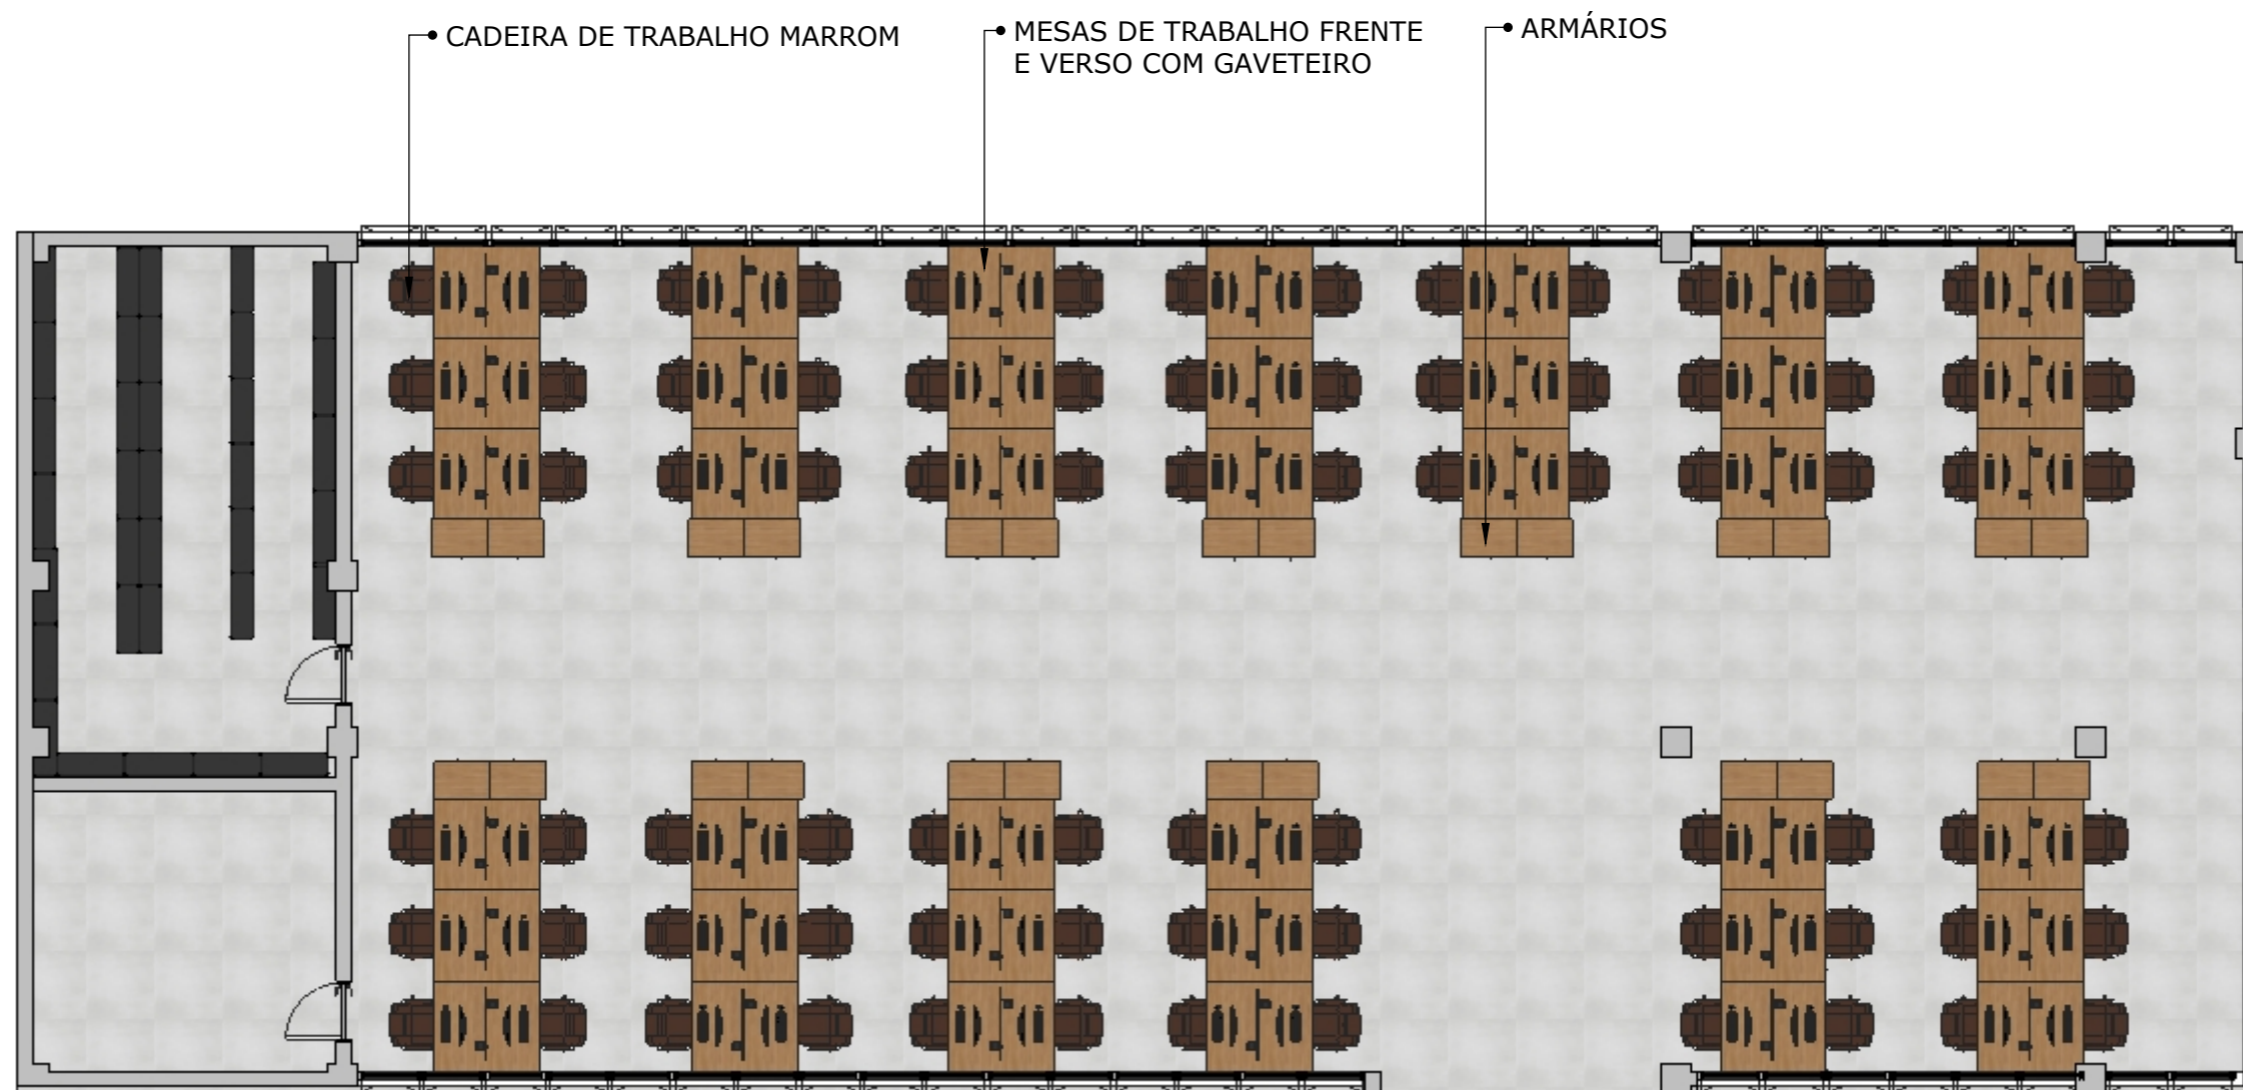 CADEIRA DE TRABALHO MARROM
MESAS DE TRABALHO FRENTE
E VERSO COM GAVETEIRO
ARMÁRIOS